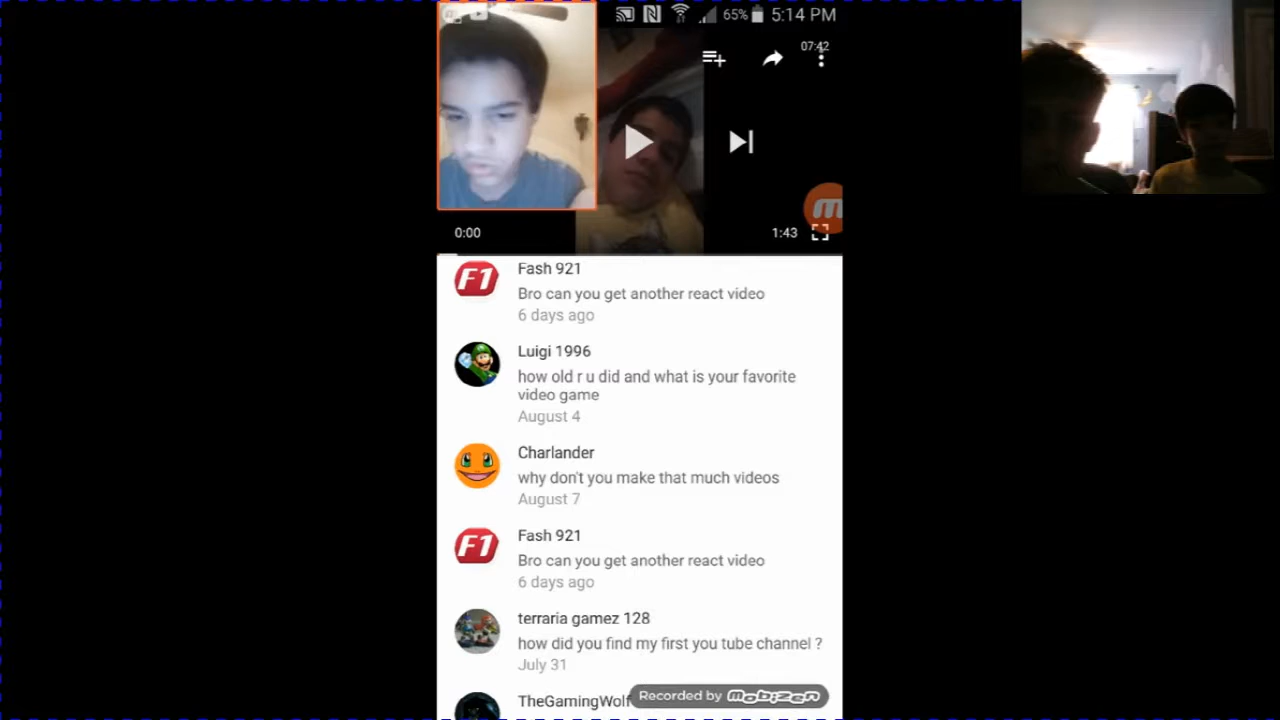 65% 5:14 PM
07:42
0:00
1:43
F1
Fash 921
Bro can you get another react video
6 days ago
Luigi 1996
how old r u did and what is your favorite
video game
August 4
Charlander
why don't you make that much videos
August 7
F1
Fash 921
Bro can you get another react video
6 days ago
terraria gamez 128
how did you find my first you tube channel ?
July 31
TheGamingWolf
Recorded by mobizen